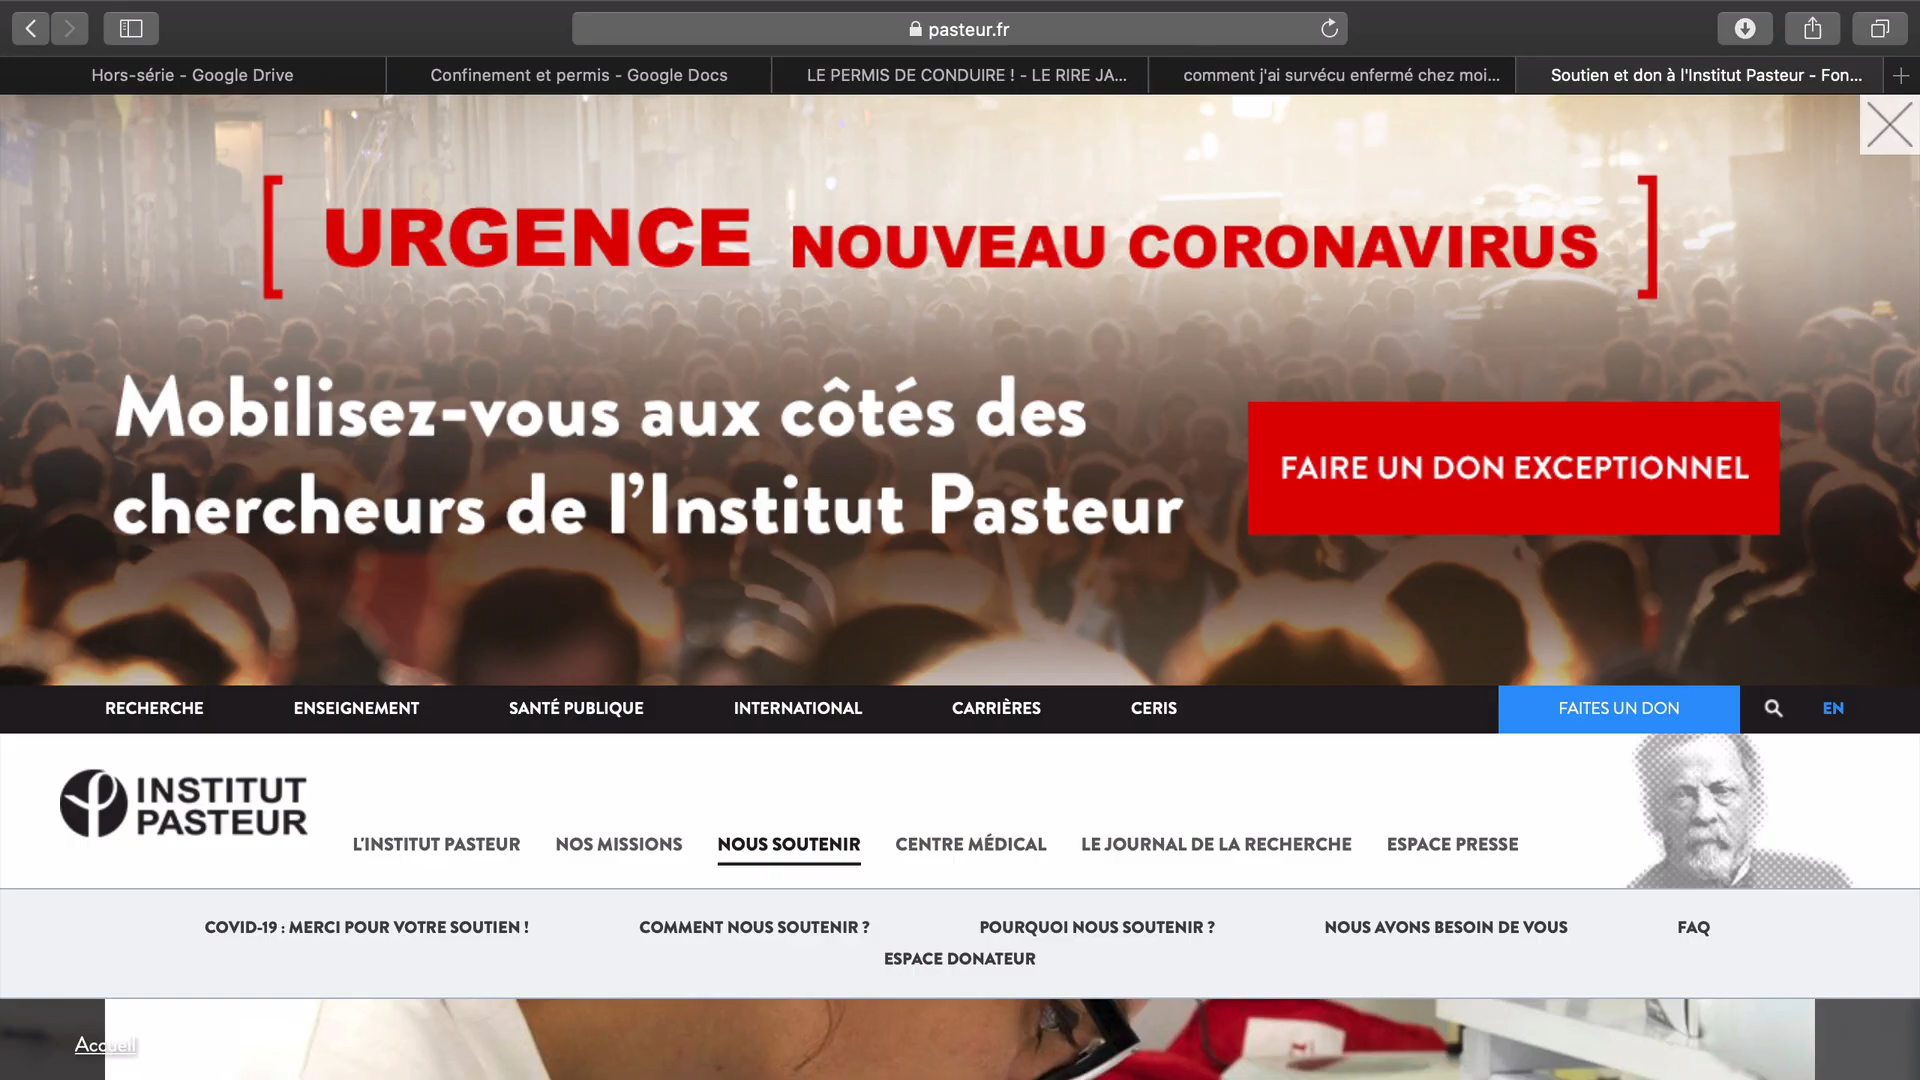 pasteur.fr
Hors-série - Google Drive
Confinement et permis - Google Docs
LE PERMIS DE CONDUIRE ! - LE RIRE JA...
comment j'ai survécu enfermé chez moi...
Soutien et don à l'Institut Pasteur - Fon...
[ URGENCE NOUVEAU CORONAVIRUS ]
Mobilisez-vous aux côtés des
chercheurs de l’Institut Pasteur
FAIRE UN DON EXCEPTIONNEL
RECHERCHE
ENSEIGNEMENT
SANTÉ PUBLIQUE
INTERNATIONAL
CARRIÈRES
CERIS
FAITES UN DON
EN
INSTITUT
PASTEUR
L'INSTITUT PASTEUR
NOS MISSIONS
NOUS SOUTENIR
CENTRE MÉDICAL
LE JOURNAL DE LA RECHERCHE
ESPACE PRESSE
COVID-19 : MERCI POUR VOTRE SOUTIEN !
COMMENT NOUS SOUTENIR ?
POURQUOI NOUS SOUTENIR ?
NOUS AVONS BESOIN DE VOUS
FAQ
ESPACE DONATEUR
Accueil